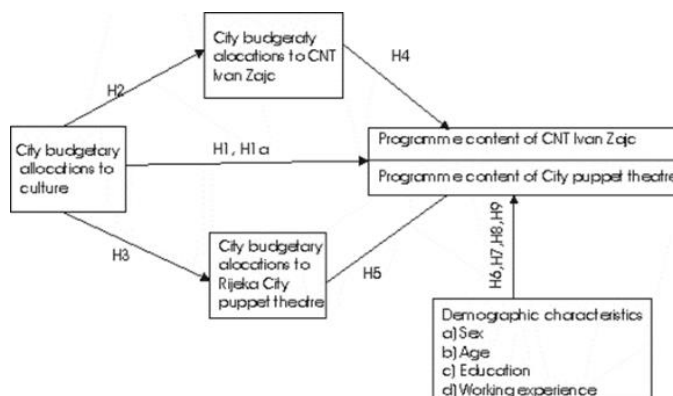 City budgeraty
alocations to CNT
Ivan Zajc
H2
H4
City budgetary
allocations to
culture
H1, H1a
Programme content of CNT Ivan Zajc
Programme content of City puppet theatre
H3
City budgetary
alocations to
Rijeka City
puppet theatre
H5
H6,H7,H8,H9
Demographic characteristics
a) Sex
b) Age
c) Education
d) Working experience